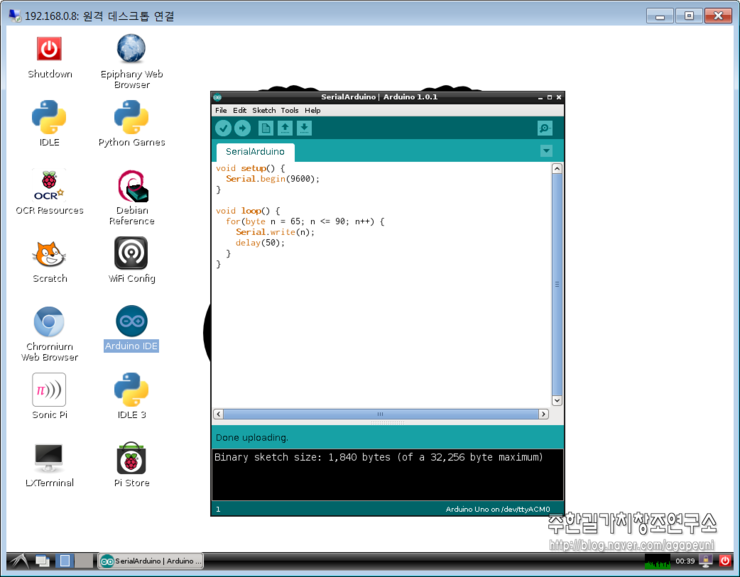 192.168.0.8: 원격 데스크톱 연결
Shutdown
Epiphany Web
Browser
IDLE
Python Games
OCR
OCR Resources
Debian
Reference
Scratch
WiFi Config
Chromium
Web Browser
Arduino IDE
π)))
Sonic Pi
IDLE 3
LXTerminal
Pi Store
SerialArduino | Arduino 1.0.1
File Edit Sketch Tools Help
SerialArduino
void setup() {
Serial.begin(9600);
}
void loop() {
for(byte n = 65; n <= 90; n++) {
Serial.write(n);
delay(50);
}
}
Done uploading.
Binary sketch size: 1,840 bytes (of a 32,256 byte maximum)
1
Arduino Uno on /dev/ttyACM0
주한길가치창조연구소
http://blog.naver.com/agapeuni
SerialArduino | Arduino ...
00:39